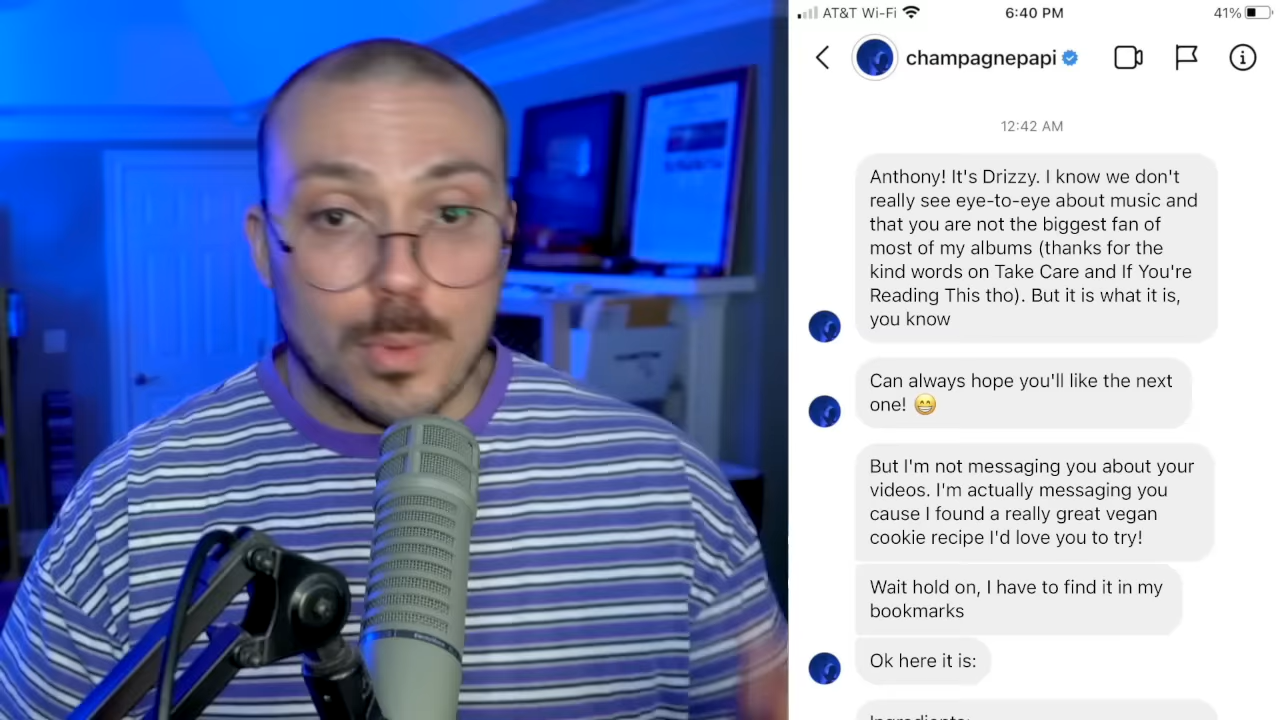 AT&T Wi-Fi 6:40 PM 41%
champagnepapi
12:42 AM
Anthony! It's Drizzy. I know we don't
really see eye-to-eye about music and
that you are not the biggest fan of
most of my albums (thanks for the
kind words on Take Care and If You're
Reading This tho). But it is what it is,
you know
Can always hope you'll like the next
one! 😁
But I'm not messaging you about your
videos. I'm actually messaging you
cause I found a really great vegan
cookie recipe I'd love you to try!
Wait hold on, I have to find it in my
bookmarks
Ok here it is:
Ingredients: